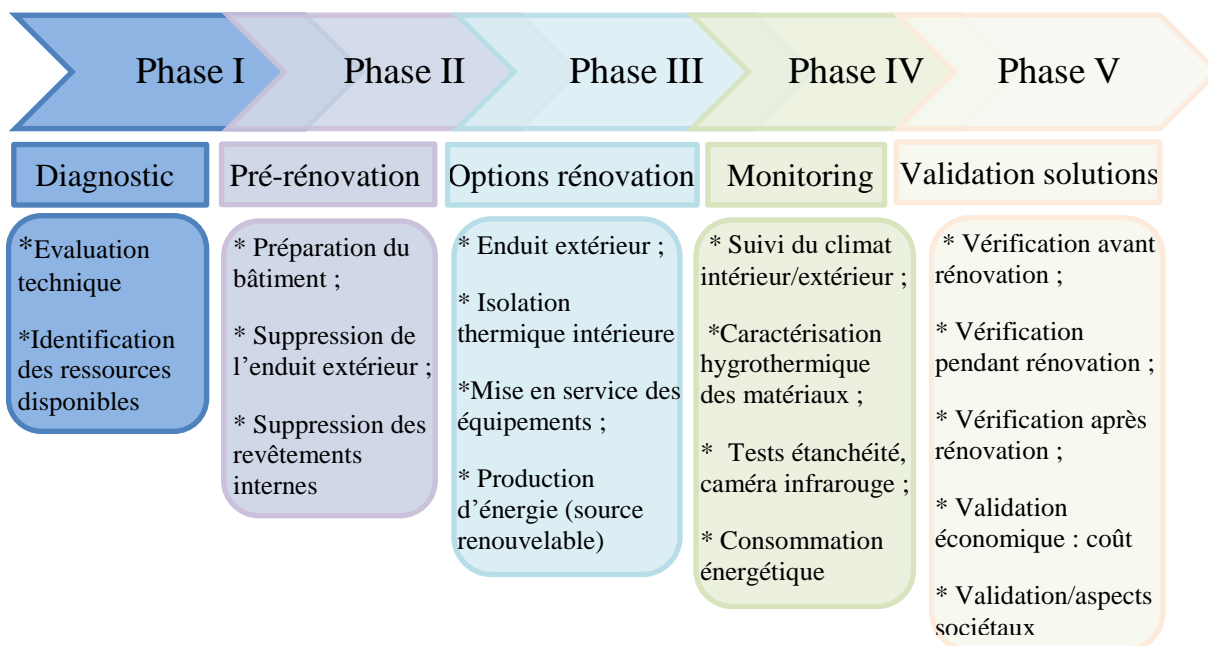 Phase I
Phase II
Phase III
Phase IV
Phase V
Diagnostic
Pré-rénovation
Options rénovation
Monitoring
Validation solutions
*Evaluation
technique
*Identification
des ressources
disponibles
* Préparation du
bâtiment ;
* Suppression de
l’enduit extérieur ;
* Suppression des
revêtements
internes
* Enduit extérieur ;
* Isolation
thermique intérieure
*Mise en service des
équipements ;
* Production
d’énergie (source
renouvelable)
* Suivi du climat
intérieur/extérieur ;
*Caractérisation
hygrothermique
des matériaux ;
* Tests étanchéité,
caméra infrarouge ;
* Consommation
énergétique
* Vérification avant
rénovation ;
* Vérification
pendant rénovation ;
* Vérification après
rénovation ;
* Validation
économique : coût
* Validation/aspects
sociétaux